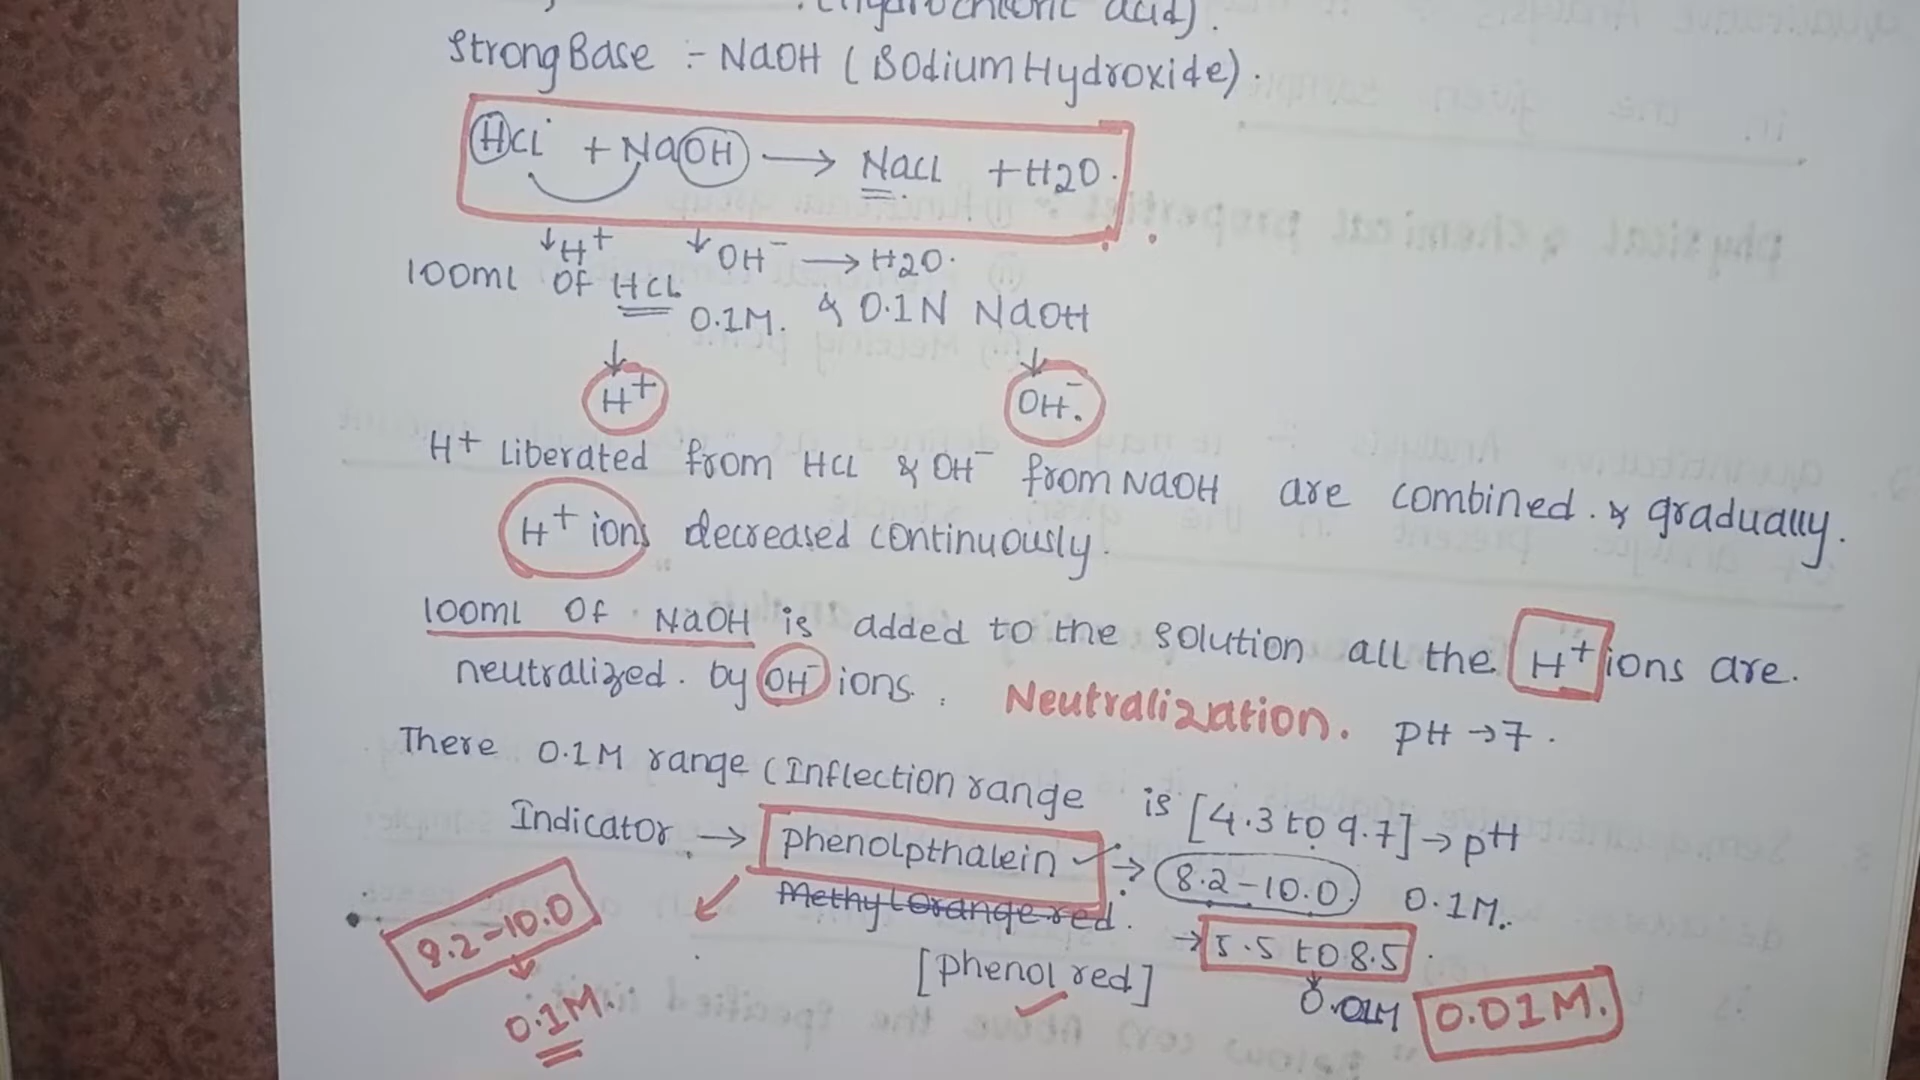 (Hydrochloric acid).
Strong Base :- NaOH (Sodium Hydroxide).
HCl + NaOH → NaCl + H2O.
↓H+ ↓OH- → H2O.
100ml of HCL 0.1M. & 0.1N NaOH
↓ ↓
H+ OH-.
H+ liberated from HCL & OH- from NaOH are combined. & gradually.
H+ ions decreased continuously.
100ml of NaOH is added to the solution all the H+ ions are.
neutralized. by OH- ions. Neutralization. pH → 7.
There 0.1M range (Inflection range is [4.3 to 9.7] → pH
Indicator → phenolpthalein → 8.2-10.0 0.1M.
Methyl orange red. → 5.5 to 8.5
8.2-10.0 [phenol red] 0.01M 0.01M.
0.1M.